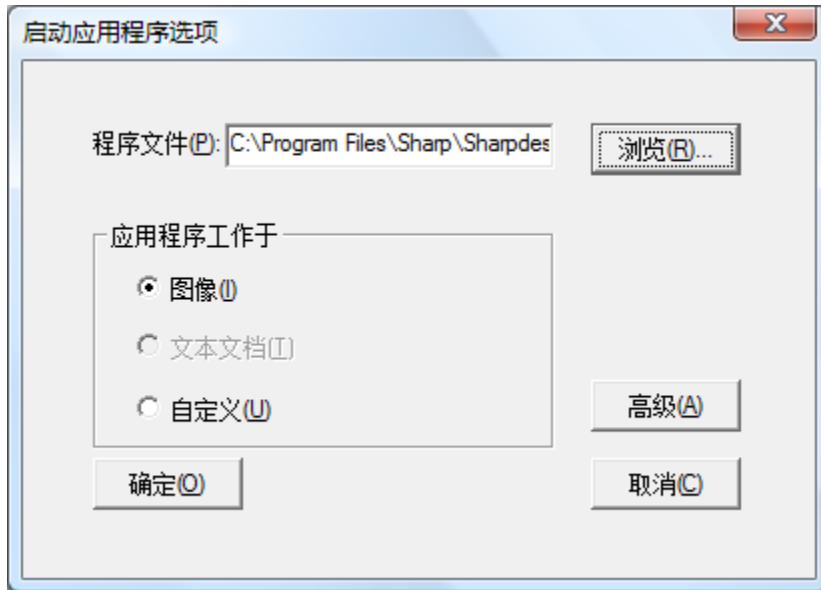 启动应用程序选项
程序文件(P): C:\Program Files\Sharp\Sharpdes 浏览(R)...
应用程序工作于
图像(I)
文本文档(T)
自定义(U)
高级(A)
确定(O) 取消(C)